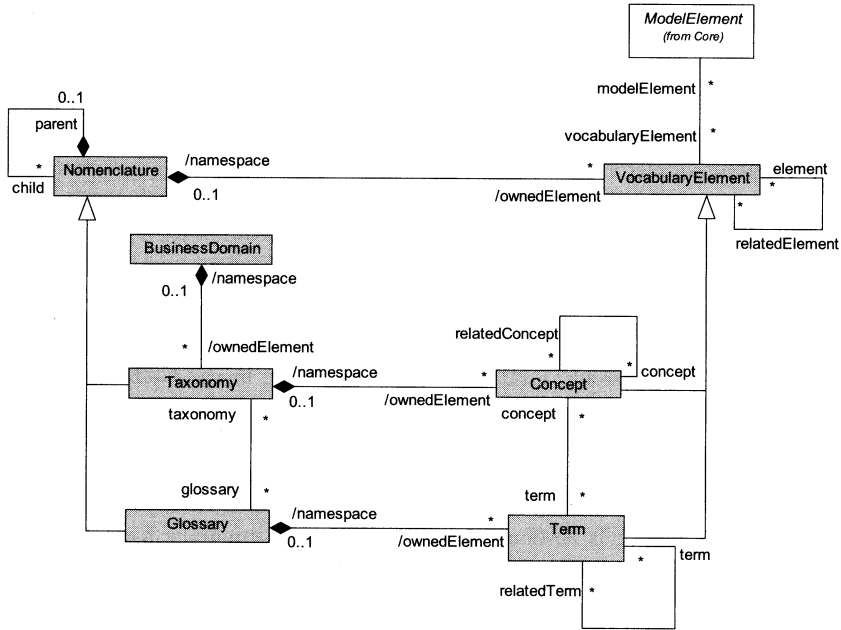 ModelElement
(from Core)
modelElement *
vocabularyElement *
0..1
parent
*
child
Nomenclature
/namespace
0..1
*
/ownedElement
VocabularyElement
element
*
*
relatedElement
BusinessDomain
/namespace
0..1
* /ownedElement
Taxonomy
/namespace
0..1
*
/ownedElement
relatedConcept
*
*
Concept
concept
taxonomy *
concept *
glossary *
term *
Glossary
/namespace
0..1
*
/ownedElement
Term
term
*
relatedTerm *